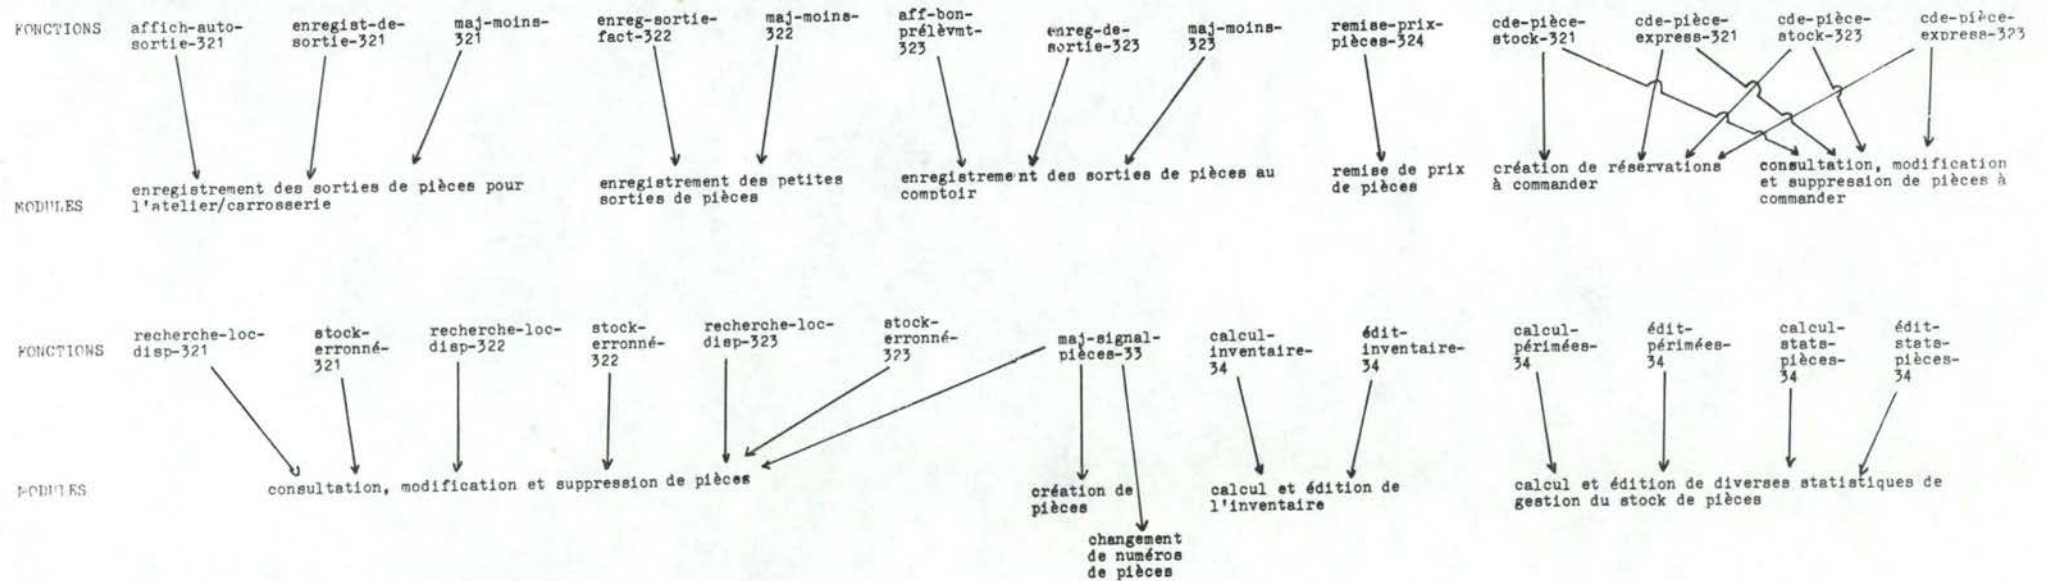 FONCTIONS
affich-auto-
sortie-321
enregist-de-
sortie-321
maj-moins-
321
enreg-sortie-
fact-322
maj-moins-
322
aff-bon-
prélèvmt-
323
enreg-de-
sortie-323
maj-moins-
323
remise-prix-
pièces-324
cde-pièce-
stock-321
cde-pièce-
express-321
cde-pièce-
stock-323
cde-pièce-
express-323
MODULES
enregistrement des sorties de pièces pour
l'atelier/carrosserie
enregistrement des petites
sorties de pièces
enregistrement des sorties de pièces au
comptoir
remise de prix
de pièces
création de réservations
à commander
consultation, modification
et suppression de pièces à
commander
FONCTIONS
recherche-loc-
disp-321
stock-
erronné-
321
recherche-loc-
disp-322
stock-
erronné-
322
recherche-loc-
disp-323
stock-
erronné-
323
maj-signal-
pièces-33
calcul-
inventaire-
34
édit-
inventaire-
34
calcul-
périmées-
34
édit-
périmées-
34
calcul-
stats-
pièces-
34
édit-
stats-
pièces-
34
MODULES
consultation, modification et suppression de pièces
création de
pièces
changement
de numéros
de pièces
calcul et édition de
l'inventaire
calcul et édition de diverses statistiques de
gestion du stock de pièces